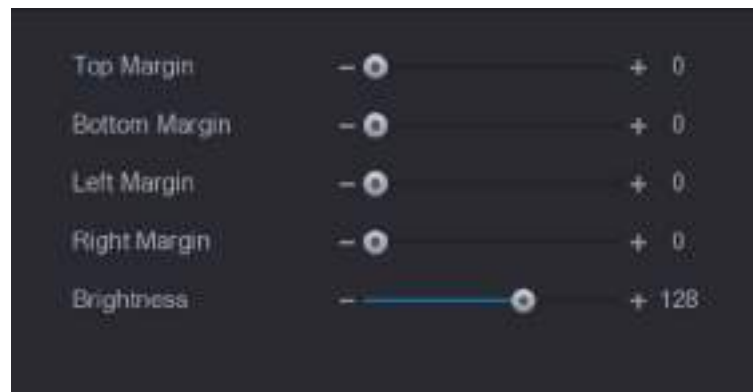 Top Margin - + 0
Bottom Margin - + 0
Left Margin - + 0
Right Margin - + 0
Brightness - + 128